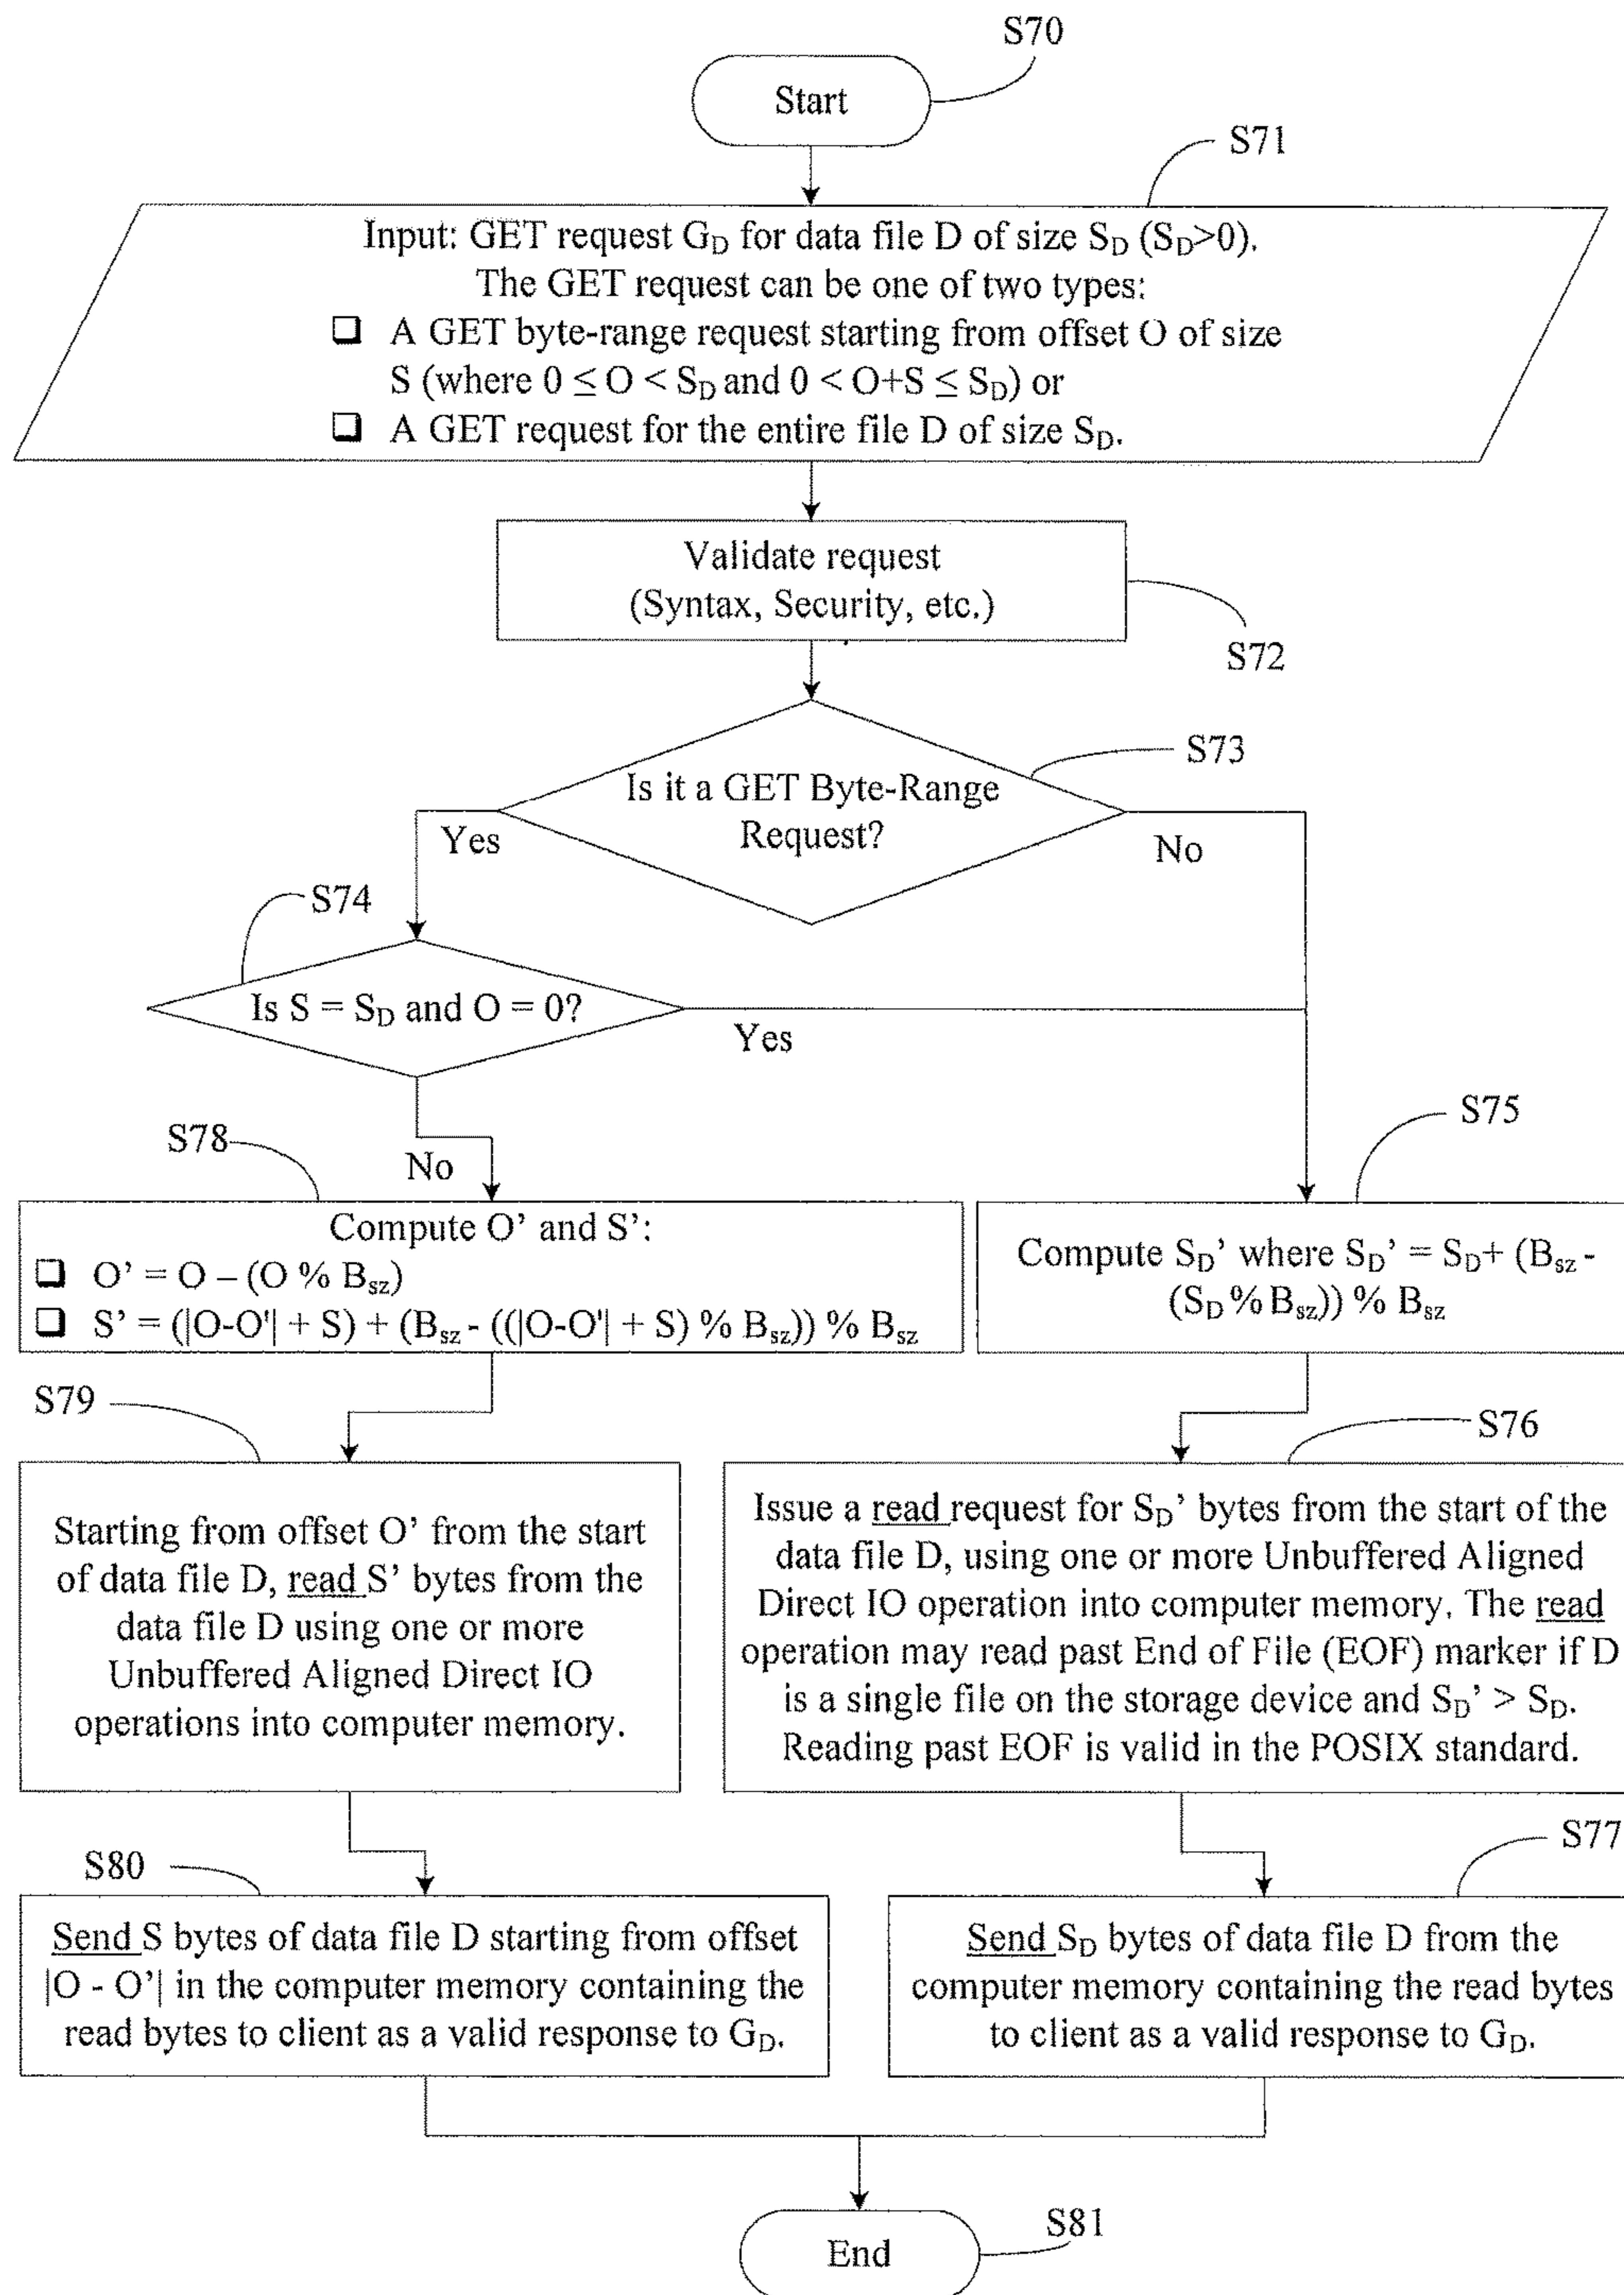 S70
Start
S71
Input: GET request G_D for data file D of size S_D (S_D>0).
The GET request can be one of two types:
❑ A GET byte-range request starting from offset O of size
S (where 0 ≤ O < S_D and 0 < O+S ≤ S_D) or
❑ A GET request for the entire file D of size S_D.
Validate request
(Syntax, Security, etc.)
S72
S73
Is it a GET Byte-Range
Request?
Yes
No
S74
Is S = S_D and O = 0?
Yes
S78
No
S75
Compute O’ and S’:
❑ O’ = O – (O % B_sz)
❑ S’ = (|O-O'| + S) + (B_sz - ((|O-O'| + S) % B_sz)) % B_sz
Compute S_D’ where S_D’ = S_D+ (B_sz -
(S_D % B_sz)) % B_sz
S79
S76
Starting from offset O’ from the start
of data file D, read S’ bytes from the
data file D using one or more
Unbuffered Aligned Direct IO
operations into computer memory.
Issue a read request for S_D’ bytes from the start of the
data file D, using one or more Unbuffered Aligned
Direct IO operation into computer memory. The read
operation may read past End of File (EOF) marker if D
is a single file on the storage device and S_D’ > S_D.
Reading past EOF is valid in the POSIX standard.
S80
S77
Send S bytes of data file D starting from offset
|O - O’| in the computer memory containing the
read bytes to client as a valid response to G_D.
Send S_D bytes of data file D from the
computer memory containing the read bytes
to client as a valid response to G_D.
S81
End